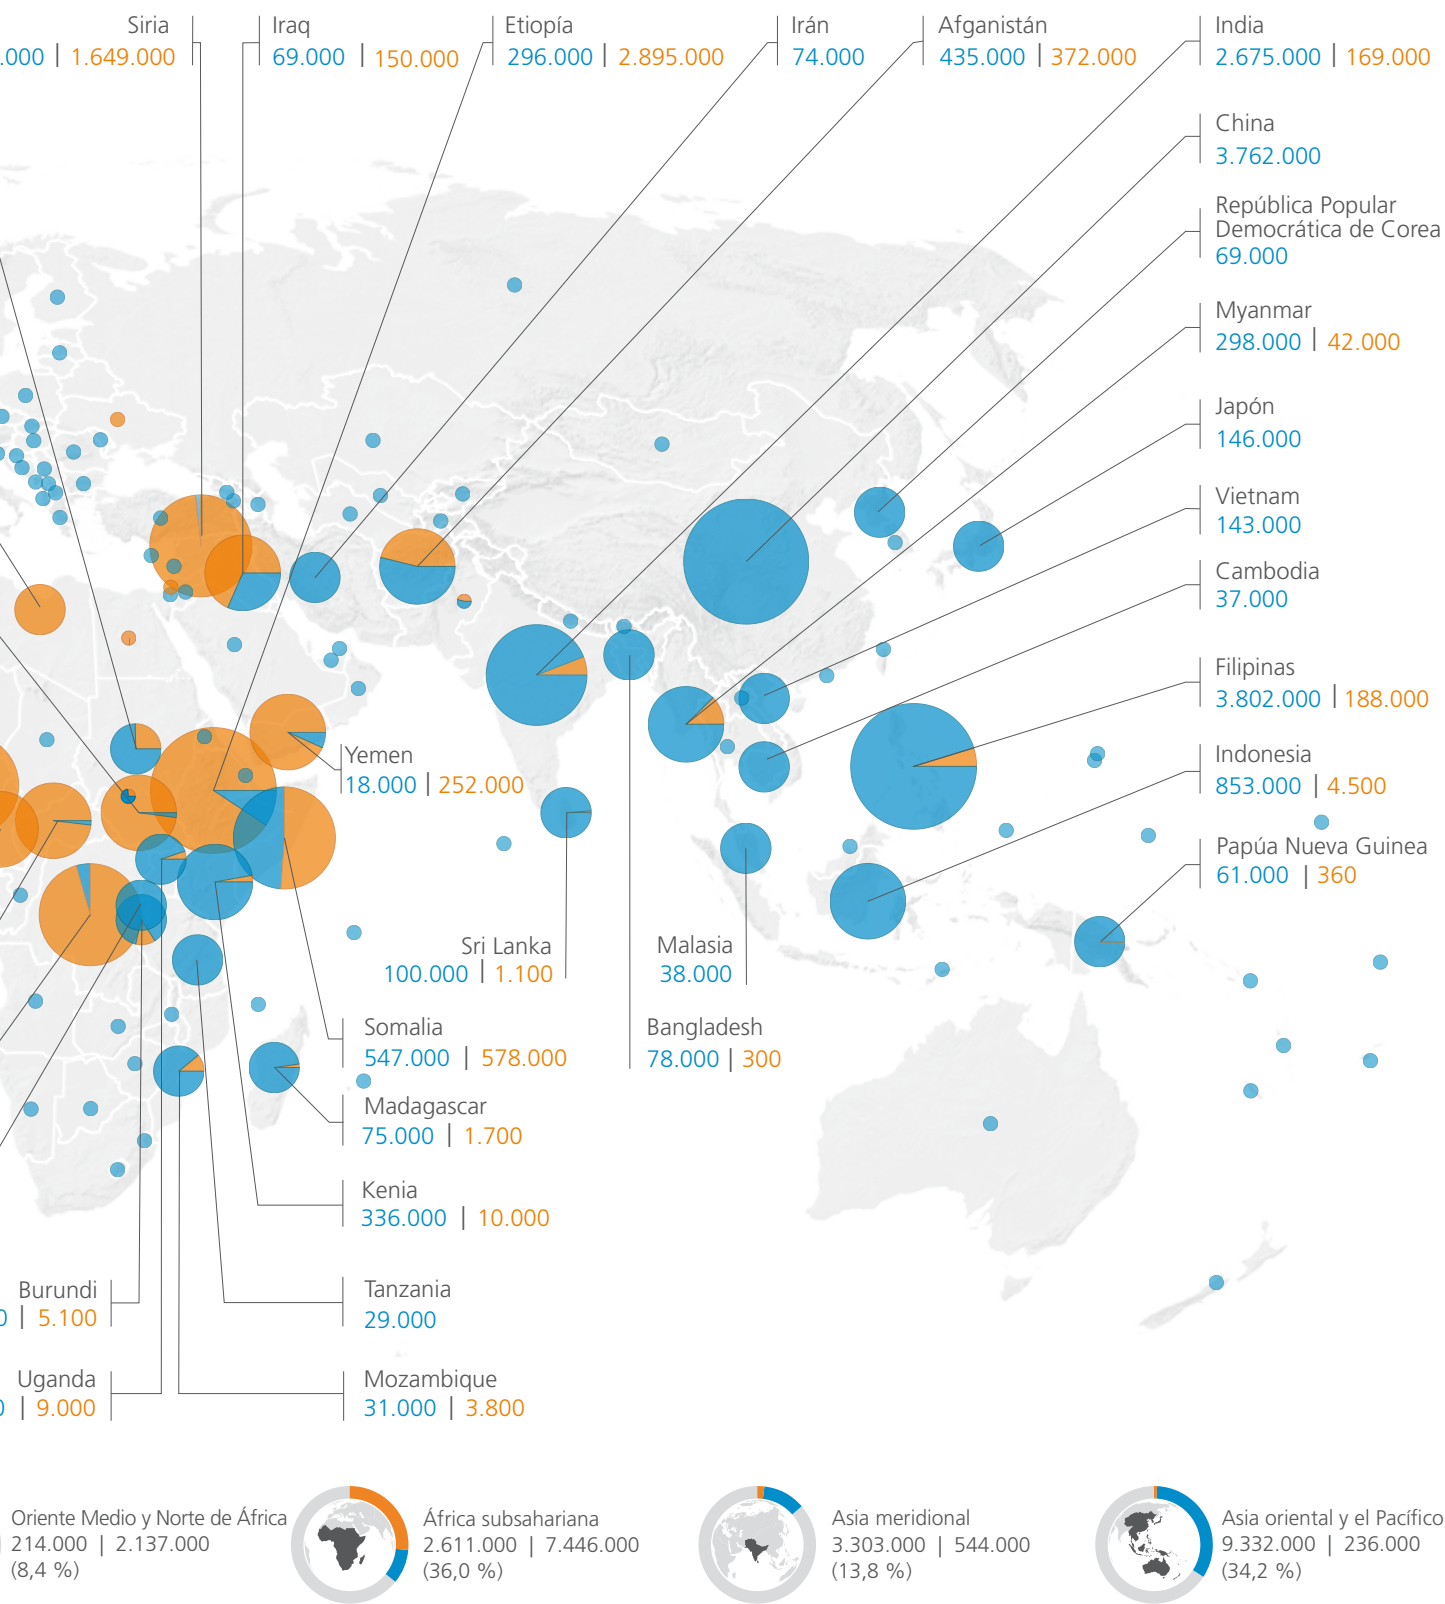 Siria
.000 | 1.649.000
Iraq
69.000 | 150.000
Etiopía
296.000 | 2.895.000
Irán
74.000
Afganistán
435.000 | 372.000
India
2.675.000 | 169.000
China
3.762.000
República Popular
Democrática de Corea
69.000
Myanmar
298.000 | 42.000
Japón
146.000
Vietnam
143.000
Cambodia
37.000
Filipinas
3.802.000 | 188.000
Yemen
18.000 | 252.000
Indonesia
853.000 | 4.500
Papúa Nueva Guinea
61.000 | 360
Sri Lanka
100.000 | 1.100
Malasia
38.000
Somalia
547.000 | 578.000
Bangladesh
78.000 | 300
Madagascar
75.000 | 1.700
Kenia
336.000 | 10.000
Burundi
0 | 5.100
Tanzania
29.000
Uganda
0 | 9.000
Mozambique
31.000 | 3.800
Oriente Medio y Norte de África
214.000 | 2.137.000
(8,4 %)
África subsahariana
2.611.000 | 7.446.000
(36,0 %)
Asia meridional
3.303.000 | 544.000
(13,8 %)
Asia oriental y el Pacífico
9.332.000 | 236.000
(34,2 %)